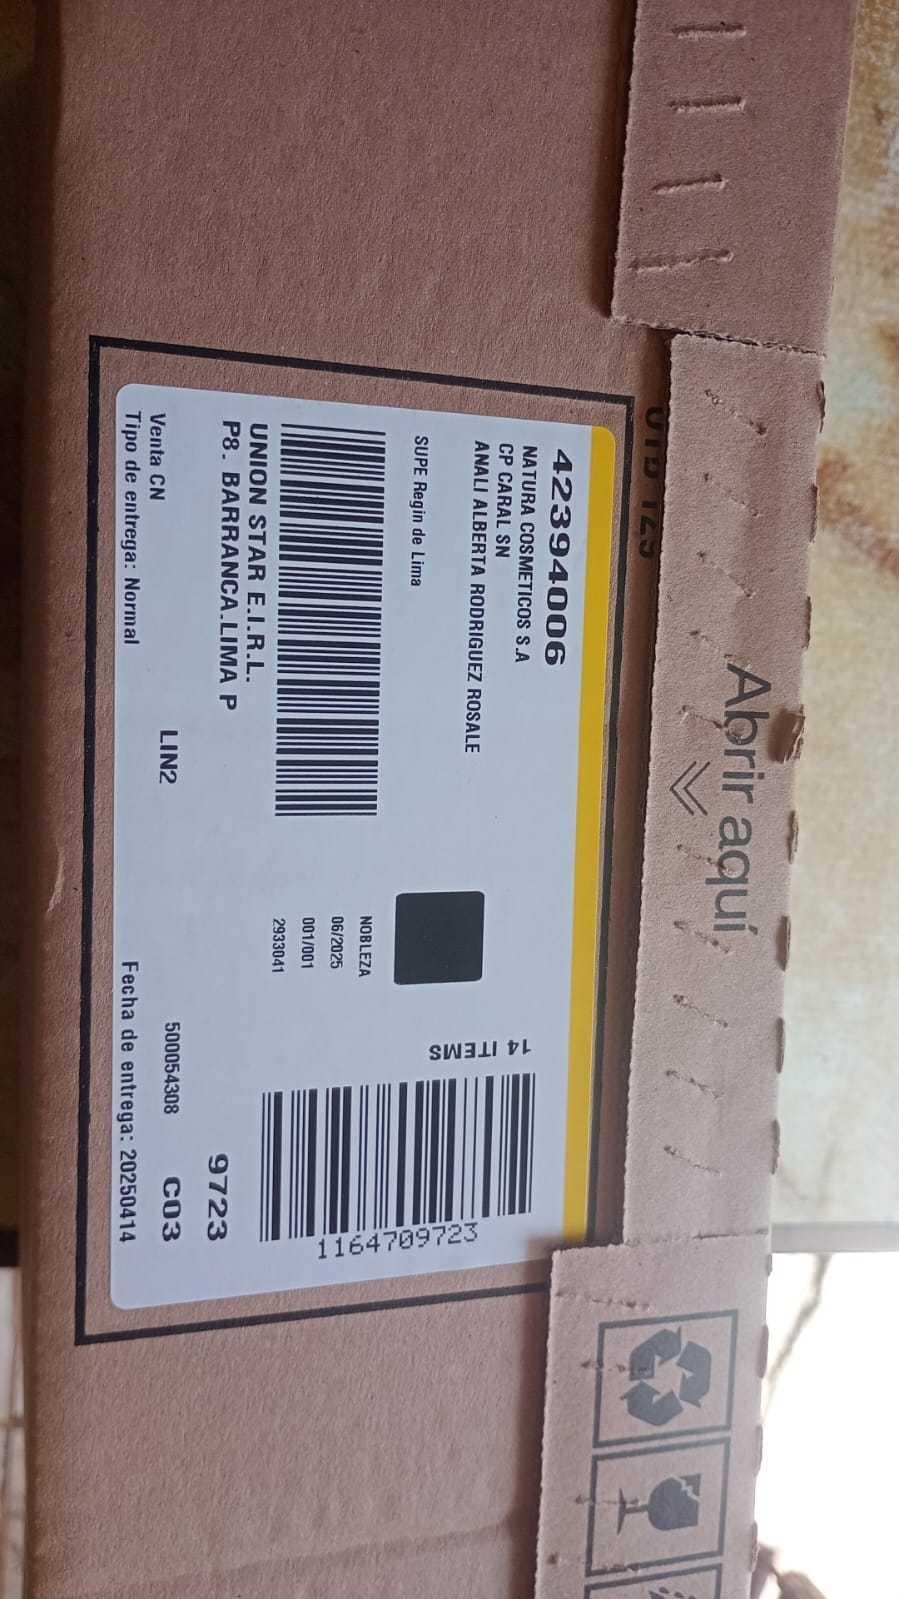 UTD 125
Abrir aquí
42394006
NATURA COSMETICOS S.A
CP CARAL SN
ANALI ALBERTA RODRIGUEZ ROSALE
SUPE Regin de Lima
14 ITEMS
1164709723
NOBLEZA
06/2025
001/001
2933041
UNION STAR E.I.R.L.
P8. BARRANCA.LIMA P
9723
Venta CN
LIN2
500054308
C03
Tipo de entrega: Normal
Fecha de entrega: 20250414